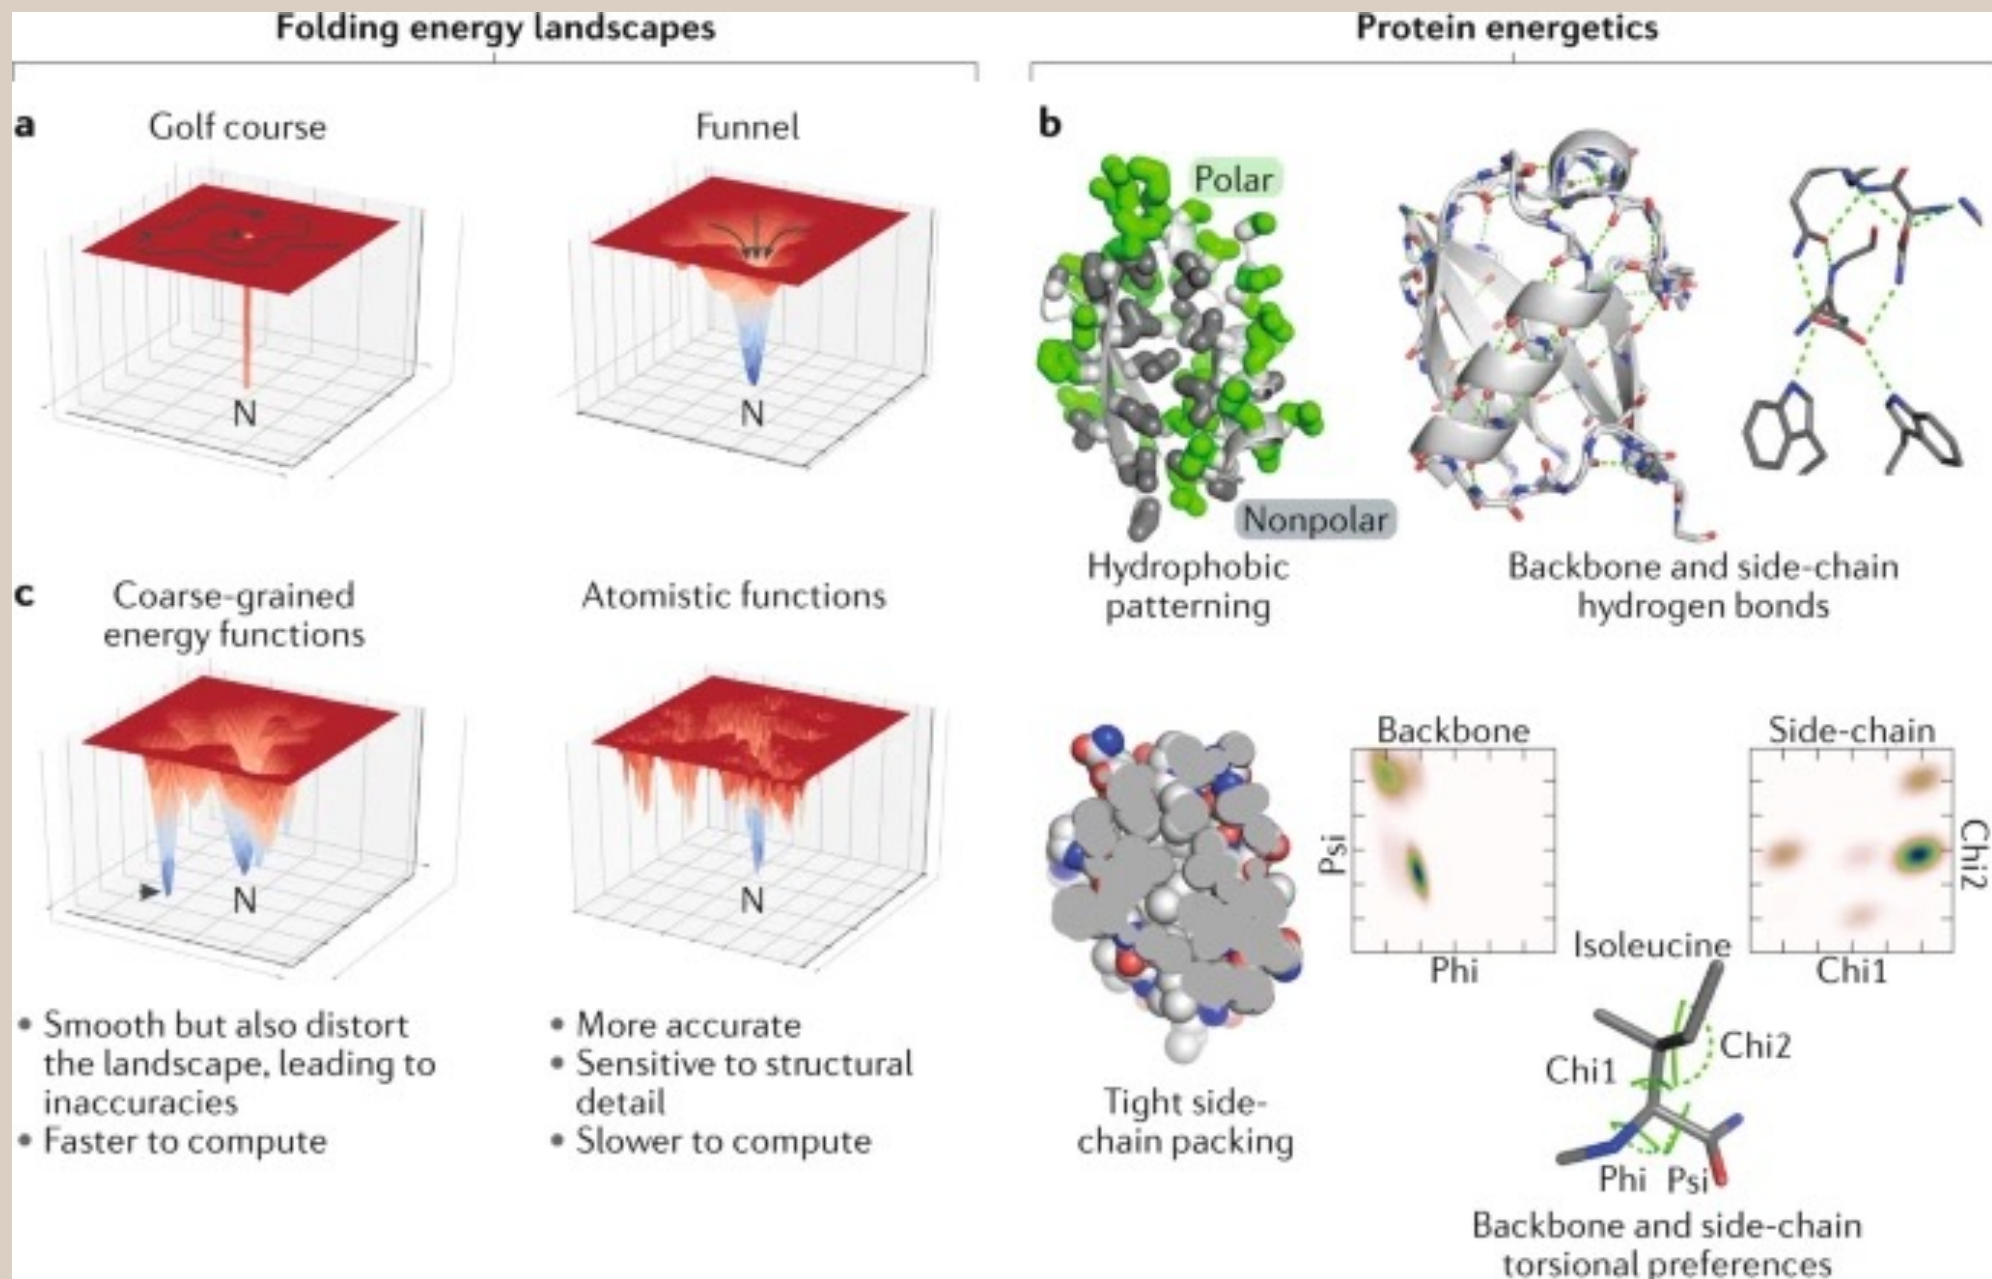 Folding energy landscapes
Protein energetics
a
Golf course
Funnel
N
N
b
Polar
Nonpolar
Hydrophobic
patterning
Backbone and side-chain
hydrogen bonds
c
Coarse-grained
energy functions
Atomistic functions
N
N
• Smooth but also distort
the landscape, leading to
inaccuracies
• Faster to compute
• More accurate
• Sensitive to structural
detail
• Slower to compute
Tight side-
chain packing
Backbone
Psi
Phi
Side-chain
Chi2
Chi1
Isoleucine
Chi1
Chi2
Phi
Psi
Backbone and side-chain
torsional preferences